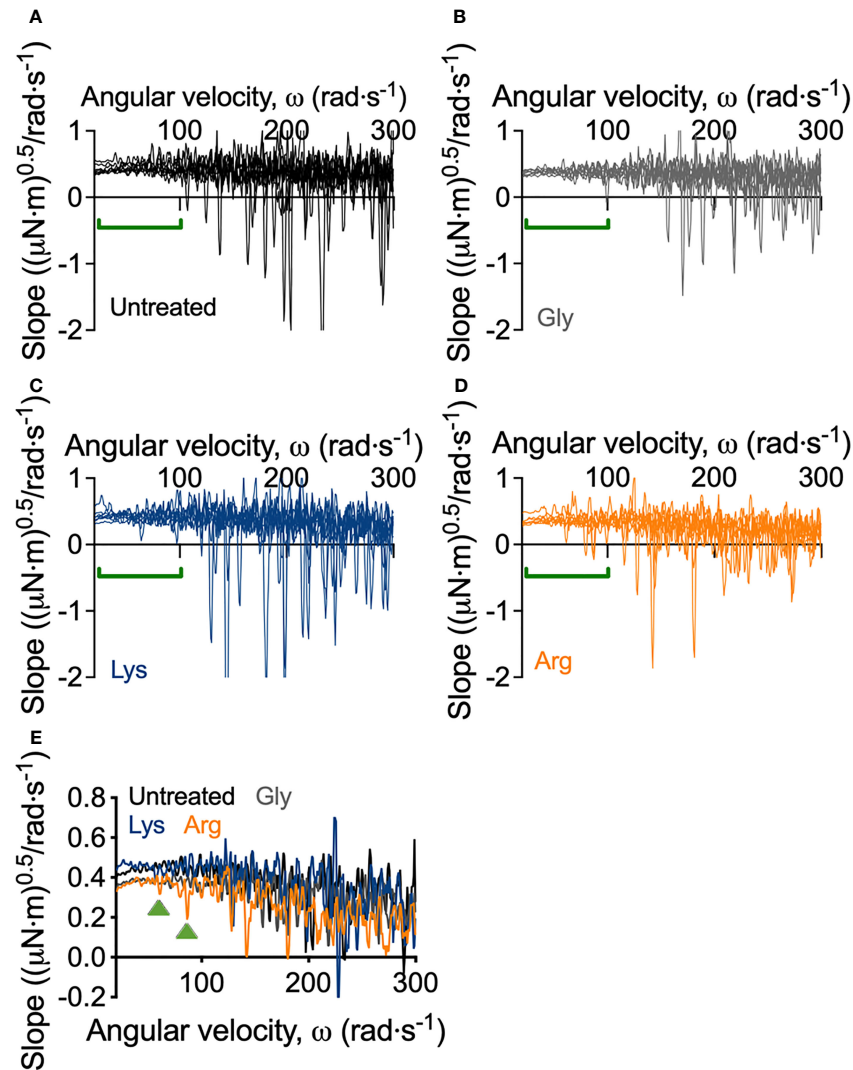 A
Angular velocity, ω (rad·s⁻¹)
100 200 300
1
0
-1
-2
Slope ((μN·m)⁰·⁵/rad·s⁻¹)
Untreated
B
Angular velocity, ω (rad·s⁻¹)
100 200 300
1
0
-1
-2
Slope ((μN·m)⁰·⁵/rad·s⁻¹)
Gly
C
Angular velocity, ω (rad·s⁻¹)
100 200 300
1
0
-1
-2
Slope ((μN·m)⁰·⁵/rad·s⁻¹)
Lys
D
Angular velocity, ω (rad·s⁻¹)
100 200 300
1
0
-1
-2
Slope ((μN·m)⁰·⁵/rad·s⁻¹)
Arg
E
Untreated Gly
Lys Arg
0.8
0.6
0.4
0.2
0.0
-0.2
100 200 300
Slope ((μN·m)⁰·⁵/rad·s⁻¹)
Angular velocity, ω (rad·s⁻¹)